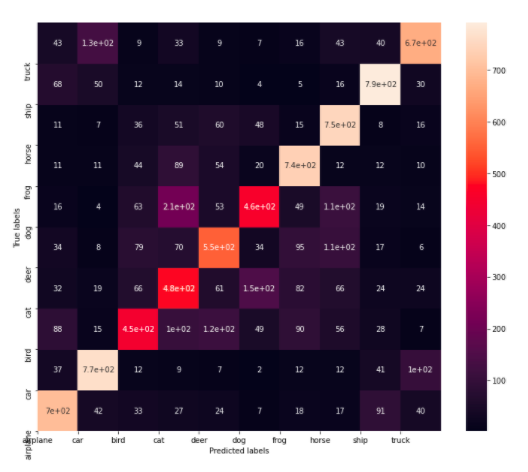 43 1.3e+02 9 33 9 7 16 43 40 6.7e+02
truck
68 50 12 14 10 4 5 16 7.9e+02 30
700
ship
11 7 36 51 60 48 15 7.5e+02 8 16
600
horse
11 11 44 89 54 20 7.4e+02 12 12 10
500
frog
16 4 63 2.1e+02 53 4.6e+02 49 1.1e+02 19 14
400
True labels
dog
34 8 79 70 5.5e+02 34 95 1.1e+02 17 6
300
deer
32 19 66 4.8e+02 61 1.5e+02 82 66 24 24
cat
88 15 4.5e+02 1e+02 1.2e+02 49 90 56 28 7
200
bird
37 7.7e+02 12 9 7 2 12 12 41 1e+02
100
car
7e+02 42 33 27 24 7 18 17 91 40
airplane
airplane car bird cat deer dog frog horse ship truck
Predicted labels